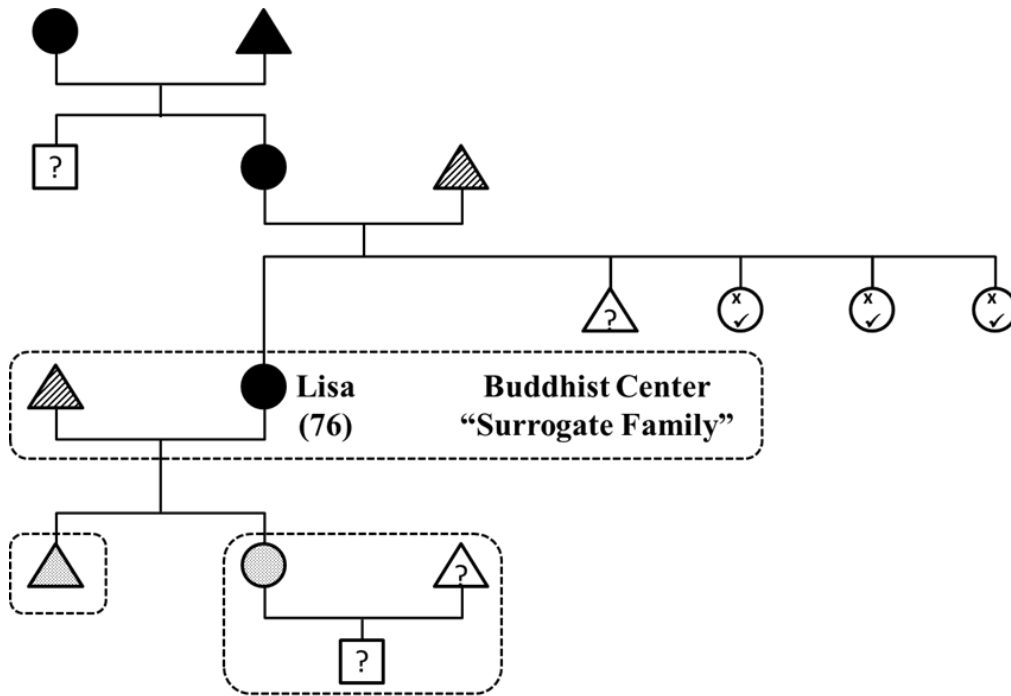 ?
?
x ✓
x ✓
x ✓
Lisa
(76)
Buddhist Center
“Surrogate Family”
?
?